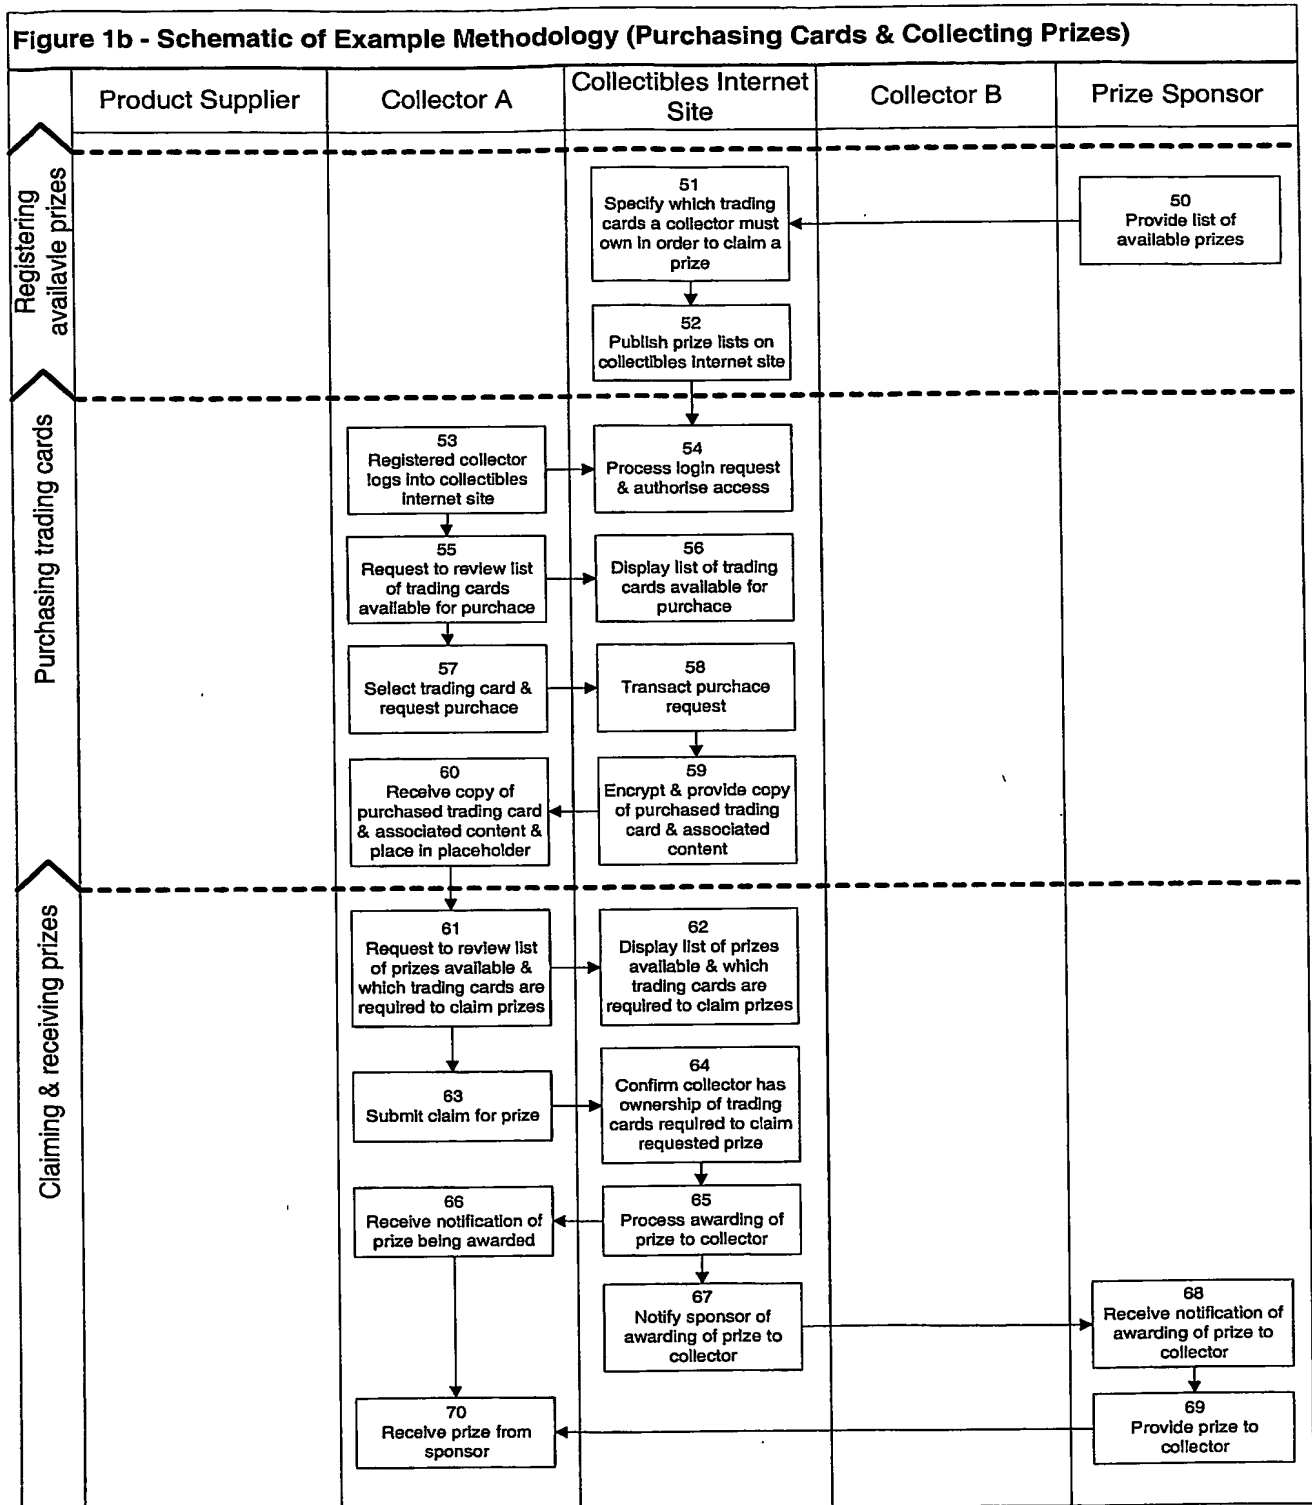 Figure 1b - Schematic of Example Methodology (Purchasing Cards & Collecting Prizes)
Product Supplier
Collector A
Collectibles Internet
Site
Collector B
Prize Sponsor
Registering
availavle prizes
51
Specify which trading
cards a collector must
own in order to claim a
prize
50
Provide list of
available prizes
52
Publish prize lists on
collectibles internet site
Purchasing trading cards
53
Registered collector
logs into collectibles
internet site
54
Process login request
& authorise access
55
Request to review list
of trading cards
available for purchace
56
Display list of trading
cards available for
purchace
57
Select trading card &
request purchace
58
Transact purchace
request
60
Receive copy of
purchased trading card
& associated content &
place in placeholder
59
Encrypt & provide copy
of purchased trading
card & associated
content
Claiming & receiving prizes
61
Request to review list
of prizes available &
which trading cards are
required to claim prizes
62
Display list of prizes
available & which
trading cards are
required to claim prizes
63
Submit claim for prize
64
Confirm collector has
ownership of trading
cards required to claim
requested prize
66
Receive notification of
prize being awarded
65
Process awarding of
prize to collector
67
Notify sponsor of
awarding of prize to
collector
68
Receive notification of
awarding of prize to
collector
70
Receive prize from
sponsor
69
Provide prize to
collector